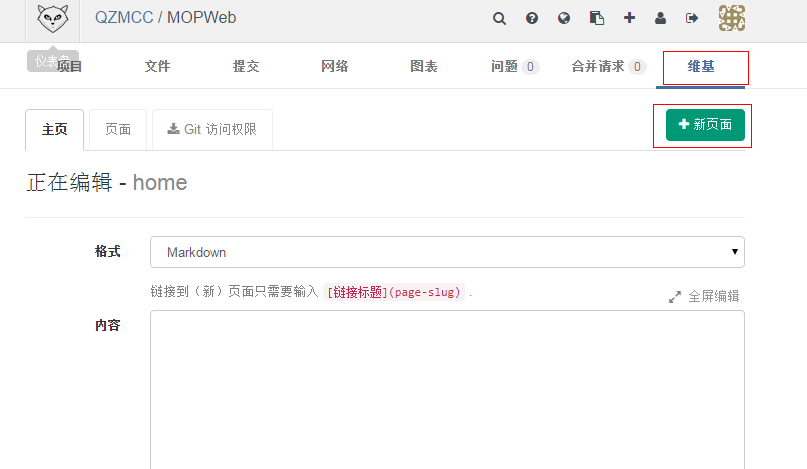 QZMCC / MOPWeb
仪表盘
项目 文件 提交 网络 图表 问题 0 合并请求 0 维基
主页 页面 Git 访问权限 新页面
正在编辑 - home
格式 Markdown
链接到（新）页面只需要输入 [链接标题](page-slug) .
全屏编辑
内容